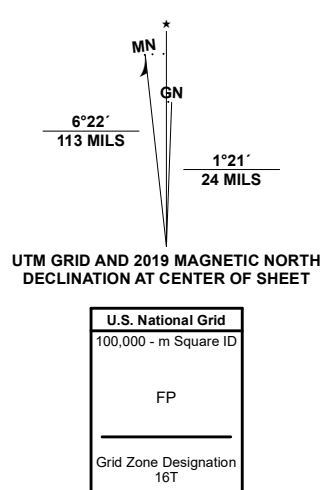 ★
MN
GN
6°22´
113 MILS
1°21´
24 MILS
UTM GRID AND 2019 MAGNETIC NORTH
DECLINATION AT CENTER OF SHEET
U.S. National Grid
100,000 - m Square ID
FP
Grid Zone Designation
16T